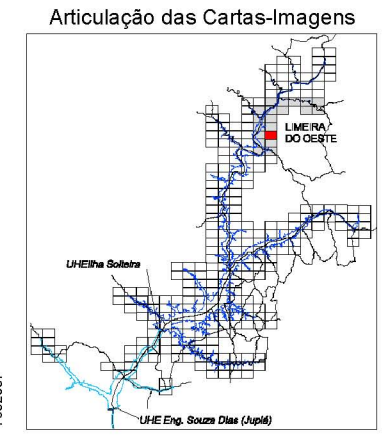 Articulação das Cartas-Imagens
LIMEIRA
DO OESTE
UHE Ilha Solteira
UHE Eng. Souza Dias (Jupiá)